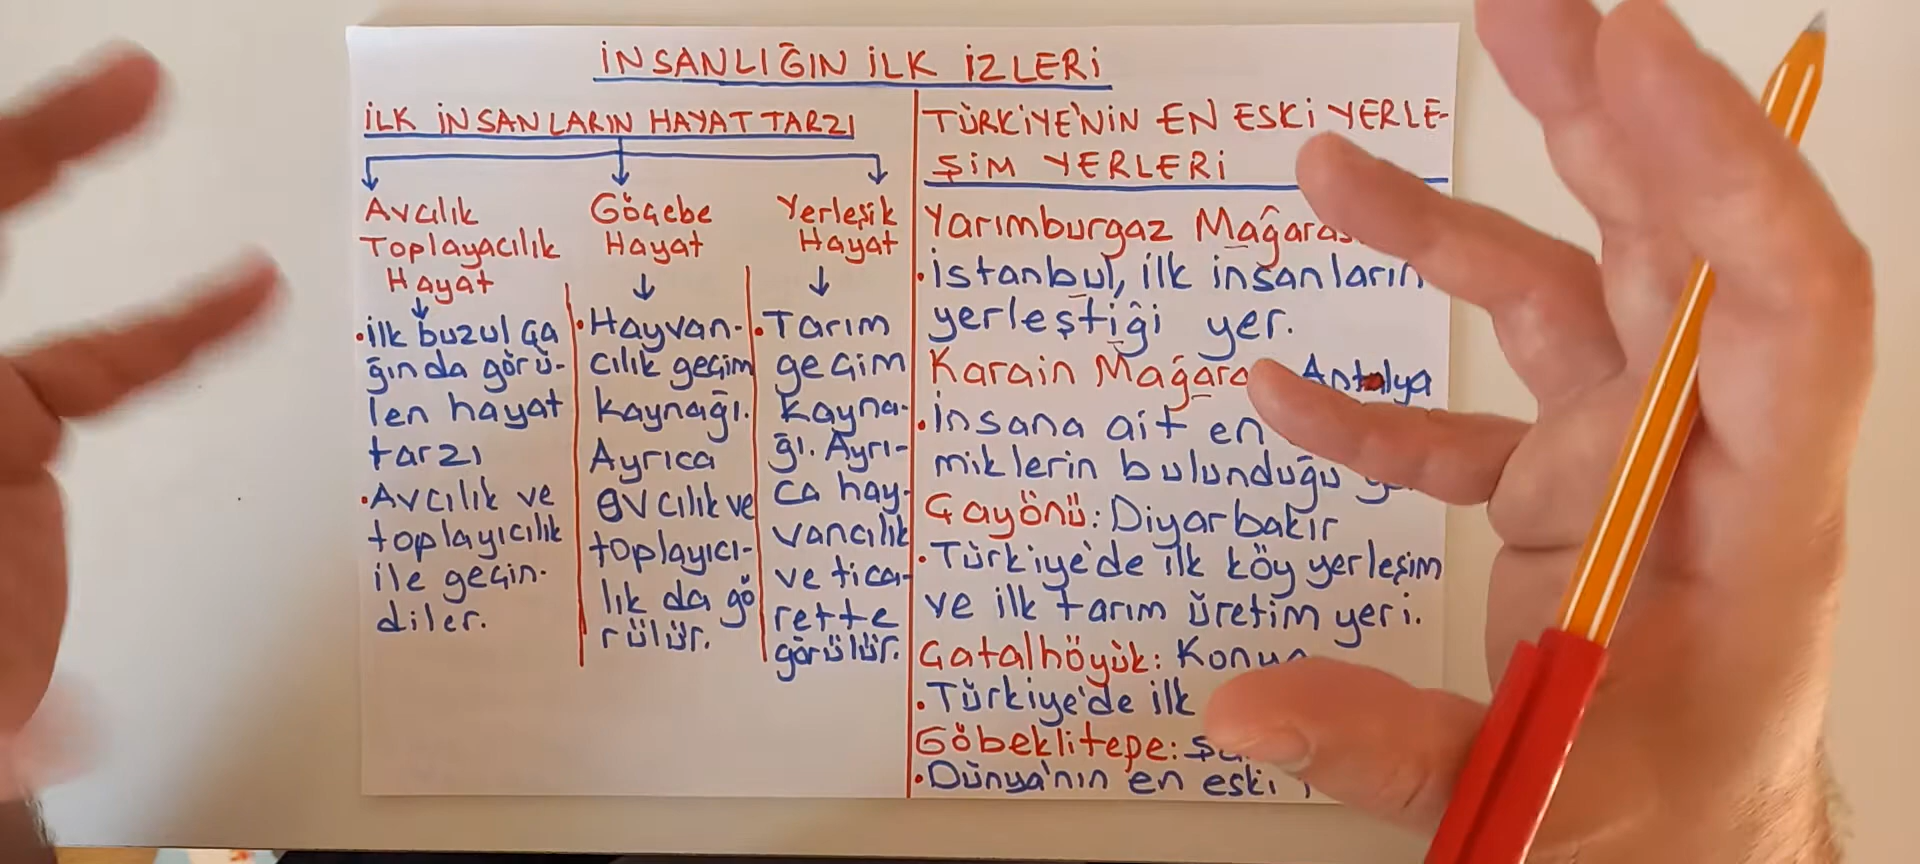 İNSANLIĞIN İLK İZLERİ
İLK İNSANLARIN HAYAT TARZI
Avcılık
Toplayacılık
Hayat
•İlk buzul ça
ğında görü-
len hayat
tarzı
•Avcılık ve
toplayıcılık
ile geçin-
diler.
Göçebe
Hayat
•Hayvan-
cılık geçim
kaynağı.
Ayrıca
avcılık ve
toplayıcı-
lık da gö
rülür.
Yerleşik
Hayat
•Tarım
geçim
kayna-
ğı. Ayrı-
ca hay-
vancılık
ve tica-
rette
görülür.
TÜRKİYE'NİN EN ESKİ YERLE-
ŞİM YERLERİ
Yarımburgaz
•İstanbul, ilk insanların
yerleştiği yer.
Karain Antalya
•İnsana ait en
miklerin bulunduğu
Çayönü: Diyarbakır
•Türkiye'de ilk köy yerleşim
ve ilk tarım üretim yeri.
Çatalhöyük:
•Türkiye'de ilk
Göbeklitepe:
•Dünya'nın en eski